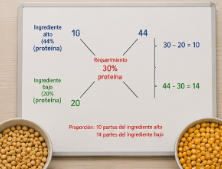 Ingrediente
alto
(44%
(proteína)
10
44
30 - 20 = 10
Requerimiento
30%
proteína
Ingrediente
bajo
(20%
(proteína)
20
44 - 30 = 14
Proporción: 10 partes del ingrediente alto
14 partes del ingrediente bajo